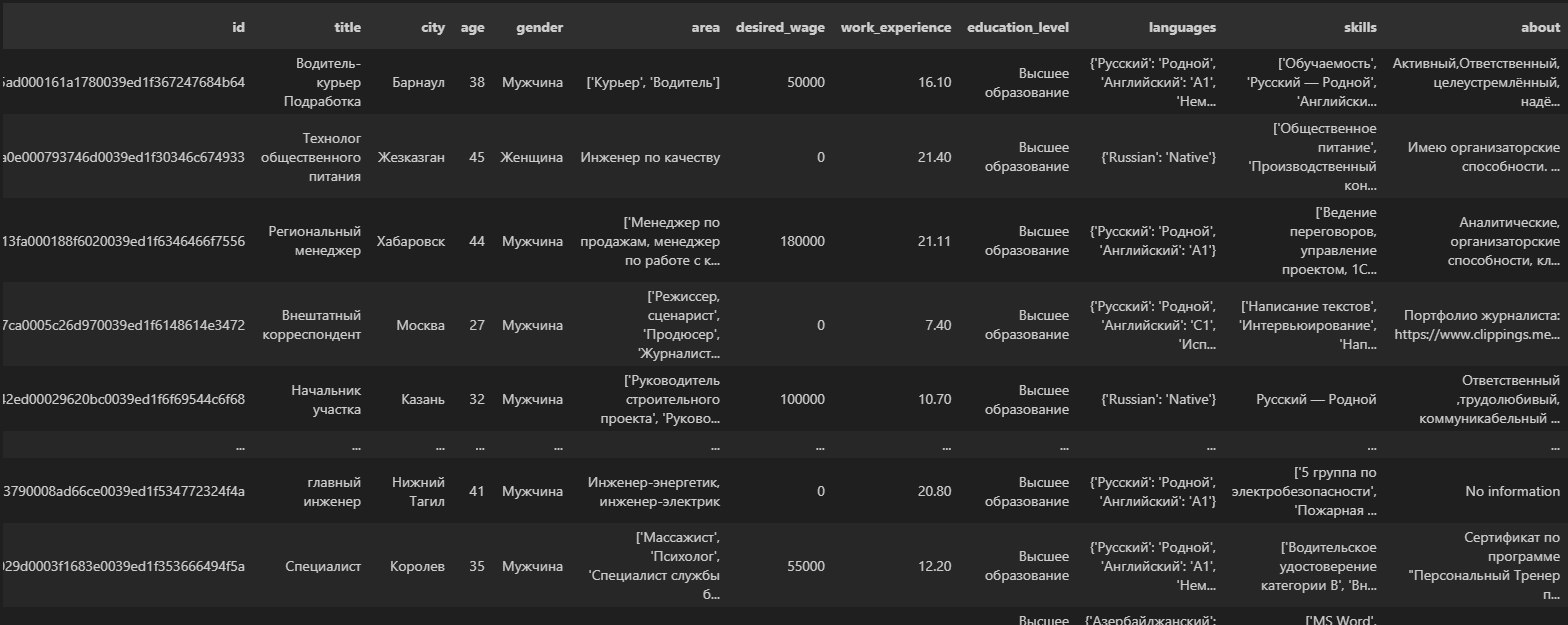 id title city age gender area desired_wage work_experience education_level languages skills about
Водитель-
курьер
Подработка
Барнаул 38 Мужчина ['Курьер', 'Водитель'] 50000 16.10
Высшее
образование
{'Русский': 'Родной',
'Английский': 'A1',
'Нем...
['Обучаемость',
'Русский — Родной',
'Английски...
Активный,Ответственный,
целеустремлённый,
надё...
a0e000793746d0039ed1f30346c674933
Технолог
общественного
питания
Жезказган 45 Женщина Инженер по качеству 0 21.40
Высшее
образование
{'Russian': 'Native'}
['Общественное
питание',
'Производственный
кон...
Имею организаторские
способности. ...
13fa000188f6020039ed1f6346466f7556
Региональный
менеджер
Хабаровск 44 Мужчина
['Менеджер по
продажам, менеджер
по работе с к...
180000 21.11
Высшее
образование
{'Русский': 'Родной',
'Английский': 'A1'}
['Ведение
переговоров,
управление
проектом, 1С...
Аналитические,
организаторские
способности, кл...
7ca0005c26d970039ed1f6148614e3472
Внештатный
корреспондент
Москва 27 Мужчина
['Режиссер,
сценарист',
'Продюсер',
'Журналист...
0 7.40
Высшее
образование
{'Русский': 'Родной',
'Английский': 'C1',
'Исп...
['Написание текстов',
'Интервьюирование',
'Нап...
Портфолио журналиста:
https://www.clippings.me...
42ed00029620bc0039ed1f6f69544c6f68
Начальник
участка
Казань 32 Мужчина
['Руководитель
строительного
проекта', 'Руково...
100000 10.70
Высшее
образование
{'Russian': 'Native'}
Русский — Родной
Ответственный
,трудолюбивый,
коммуникабельный ...
... ... ... ... ... ... ... ... ... ... ... ...
3790008ad66ce0039ed1f534772324f4a
главный
инженер
Нижний
Тагил
41 Мужчина
Инженер-энергетик,
инженер-электрик
0 20.80
Высшее
образование
{'Русский': 'Родной',
'Английский': 'A1'}
['5 группа по
электробезопасности',
'Пожарная ...
No information
029d0003f1683e0039ed1f353666494f5a
Специалист Королев 35 Мужчина
['Массажист',
'Психолог',
'Специалист службы
б...
55000 12.20
Высшее
образование
{'Русский': 'Родной',
'Английский': 'A1',
'Нем...
['Водительское
удостоверение
категории B', 'Вн...
Сертификат по
программе
"Персональный Тренер
п...
Высшее {'Азербайджанский': ['MS Word',